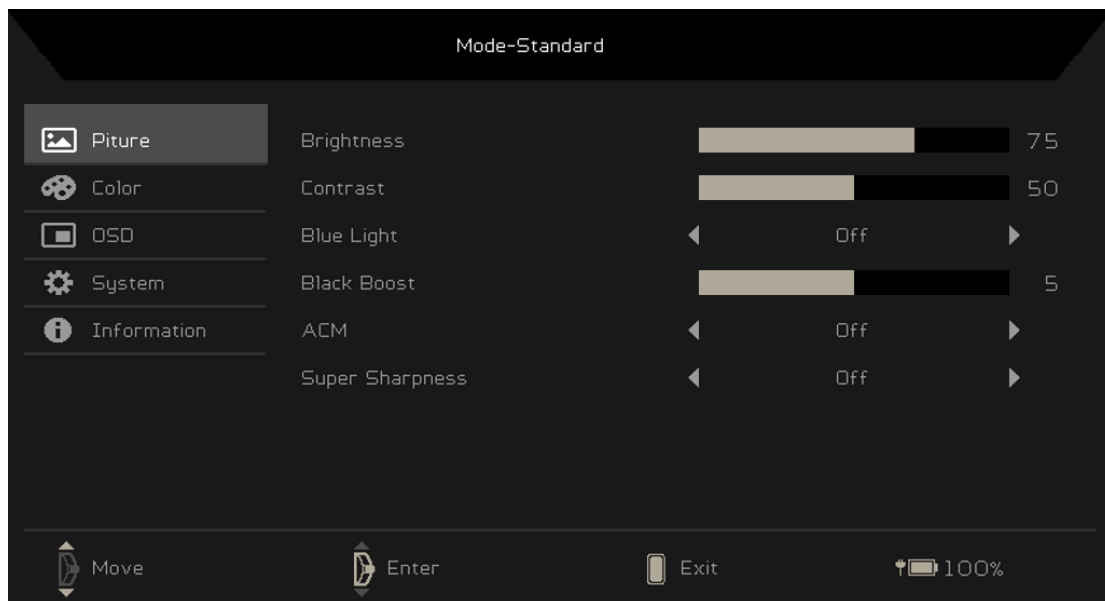 Mode-Standard
Piture
Brightness 75
Color
Contrast 50
OSD
Blue Light Off
System
Black Boost 5
Information
ACM Off
Super Sharpness Off
Move Enter Exit 100%